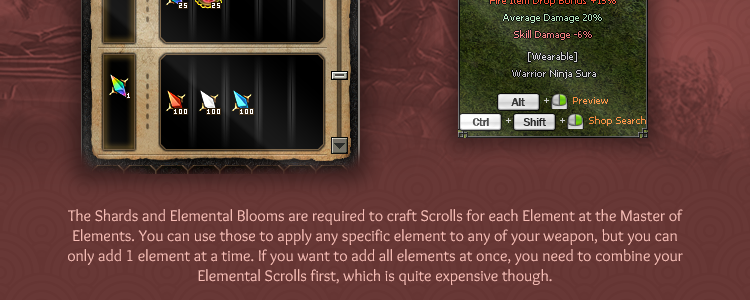 25 25
Fire Item Drop Bonus +15%
Average Damage 20%
Skill Damage -6%
[Wearable]
Warrior Ninja Sura
1
100 100 100
Alt + Preview
Ctrl + Shift + Shop Search
The Shards and Elemental Blooms are required to craft Scrolls for each Element at the Master of
Elements. You can use those to apply any specific element to any of your weapon, but you can
only add 1 element at a time. If you want to add all elements at once, you need to combine your
Elemental Scrolls first, which is quite expensive though.